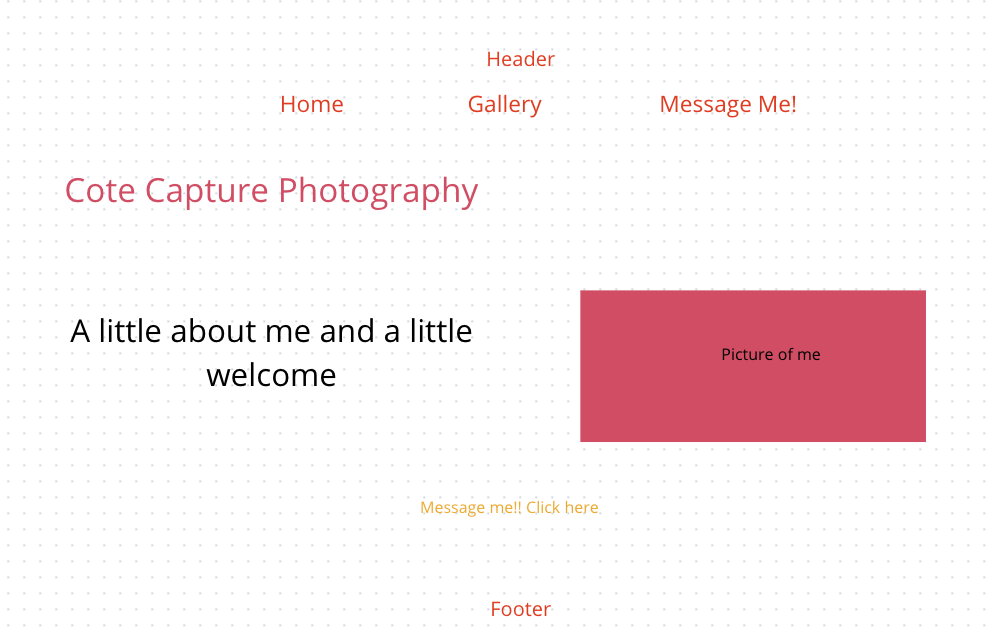 Header
Home Gallery Message Me!
Cote Capture Photography
A little about me and a little
welcome
Picture of me
Message me!! Click here
Footer